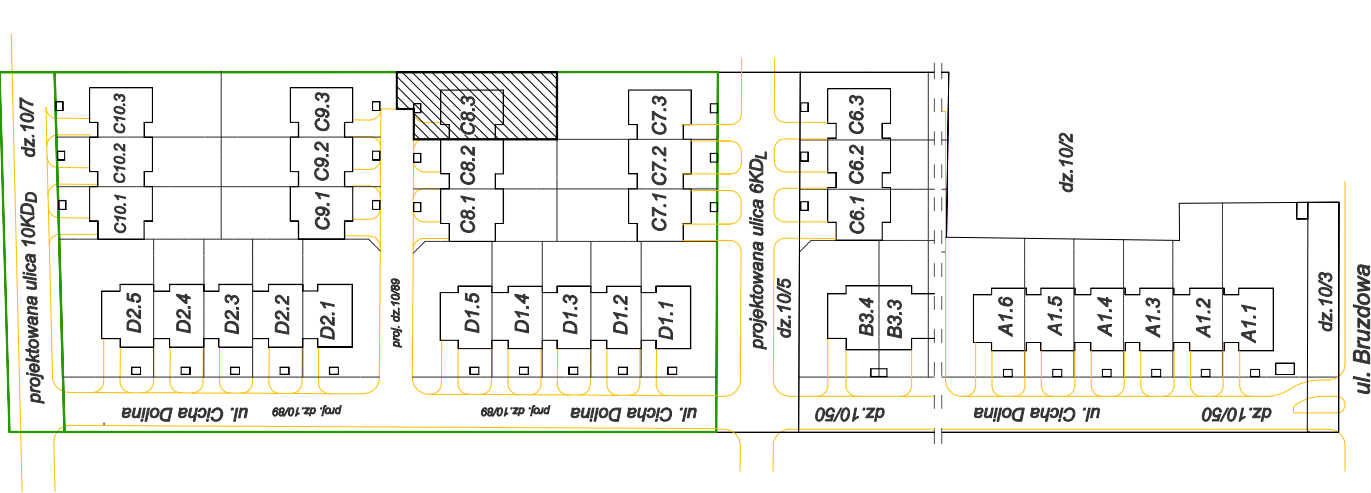 dz.10/7
projektowana ulica 10KDD
C10.3
C10.2
C10.1
C9.3
C9.2
C9.1
C8.3
C8.2
C8.1
C7.3
C7.2
C7.1
projektowana ulica 6KDL
dz.10/5
C6.3
C6.2
C6.1
dz.10/2
D2.5
D2.4
D2.3
D2.2
D2.1
proj. dz.10/89
D1.5
D1.4
D1.3
D1.2
D1.1
B3.4
B3.3
A1.6
A1.5
A1.4
A1.3
A1.2
A1.1
dz.10/3
ul. Bruzdowa
ul. Cicha Dolina
proj. dz.10/89
proj. dz.10/89
ul. Cicha Dolina
dz.10/50
ul. Cicha Dolina
dz.10/50